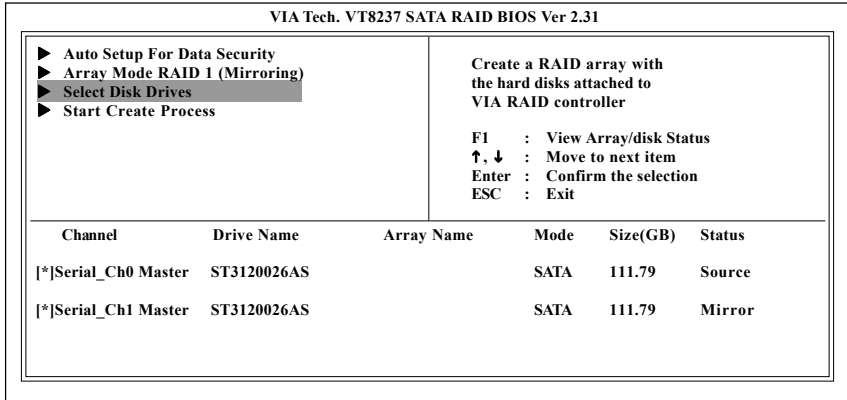 VIA Tech. VT8237 SATA RAID BIOS Ver 2.31
Auto Setup For Data Security
Array Mode RAID 1 (Mirroring)
Select Disk Drives
Start Create Process
Create a RAID array with
the hard disks attached to
VIA RAID controller
F1 : View Array/disk Status
↑, ↓ : Move to next item
Enter : Confirm the selection
ESC : Exit
Channel Drive Name Array Name Mode Size(GB) Status
[*]Serial_Ch0 Master ST3120026AS SATA 111.79 Source
[*]Serial_Ch1 Master ST3120026AS SATA 111.79 Mirror